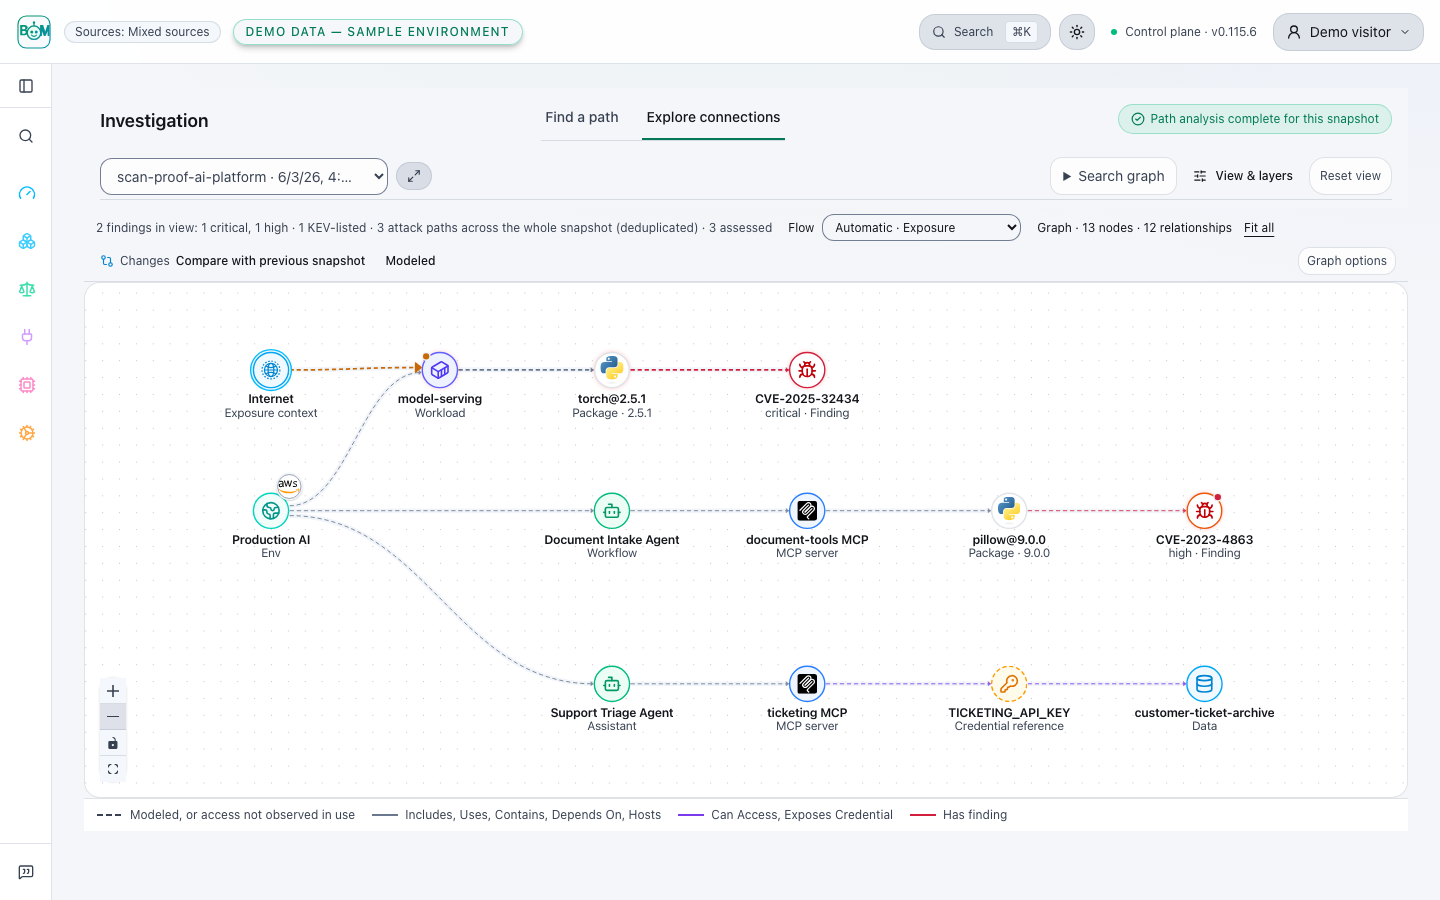 BOM
Sources: Mixed sources
DEMO DATA — SAMPLE ENVIRONMENT
Search ⌘K
Control plane · v0.115.6
Demo visitor
Investigation
Find a path
Explore connections
Path analysis complete for this snapshot
scan-proof-ai-platform · 6/3/26, 4:...
Search graph
View & layers
Reset view
2 findings in view: 1 critical, 1 high · 1 KEV-listed · 3 attack paths across the whole snapshot (deduplicated) · 3 assessed
Flow
Automatic · Exposure
Graph · 13 nodes · 12 relationships
Fit all
Changes
Compare with previous snapshot
Modeled
Graph options
Internet
Exposure context
model-serving
Workload
torch@2.5.1
Package · 2.5.1
CVE-2025-32434
critical · Finding
aws
Production AI
Env
Document Intake Agent
Workflow
document-tools MCP
MCP server
pillow@9.0.0
Package · 9.0.0
CVE-2023-4863
high · Finding
Support Triage Agent
Assistant
ticketing MCP
MCP server
TICKETING_API_KEY
Credential reference
customer-ticket-archive
Data
Modeled, or access not observed in use
Includes, Uses, Contains, Depends On, Hosts
Can Access, Exposes Credential
Has finding